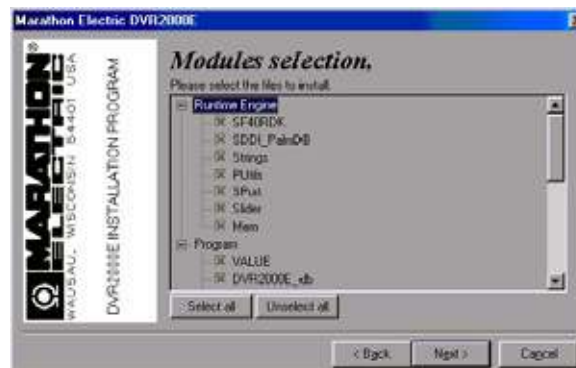 Marathon Electric DVR2000E
MARATHON®
ELECTRIC
WAUSAU, WISCONSIN 54401 USA
DVR2000E INSTALLATION PROGRAM
Modules selection,
Please select the files to install.
Runtime Engine
SF40RDK
SDDI_PalmDB
Strings
PUtils
SPort
Slider
Mem
Program
VALUE
DVR2000E_db
Select all
Unselect all
< Back
Next >
Cancel